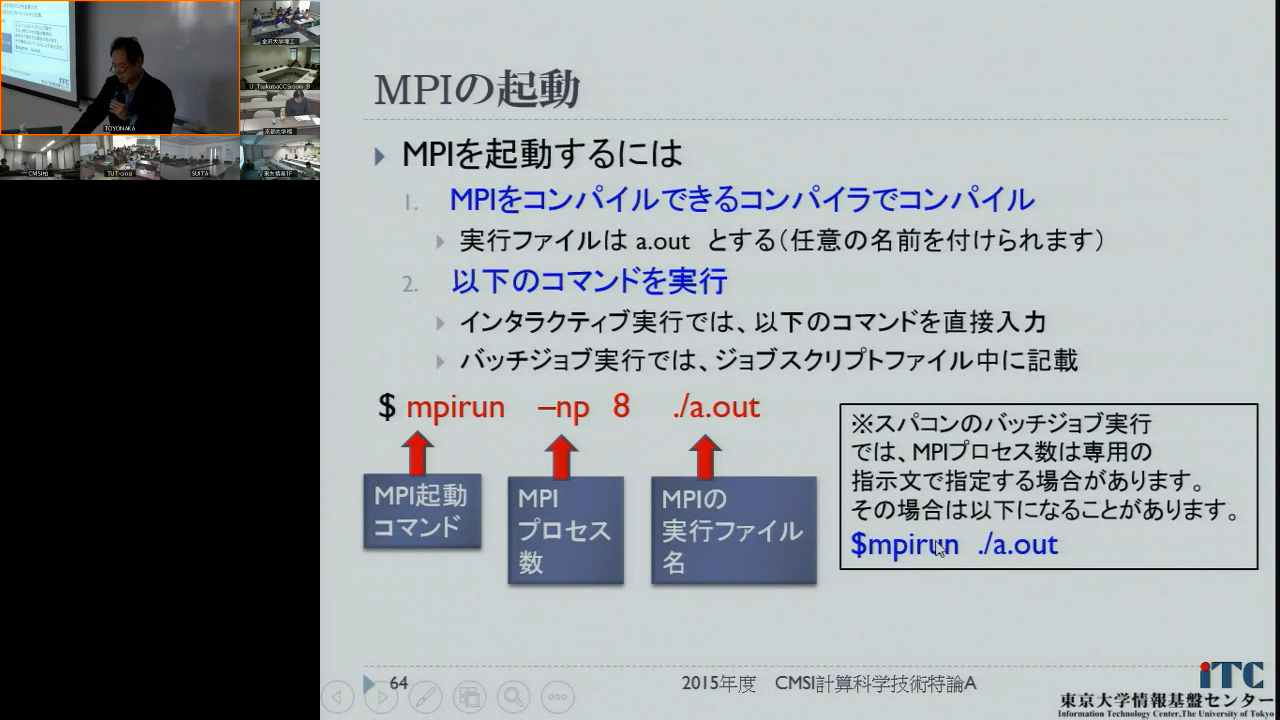 MPIの起動
MPIを起動するには
1. MPIをコンパイルできるコンパイラでコンパイル
実行ファイルは a.out とする(任意の名前を付けられます)
2. 以下のコマンドを実行
インタラクティブ実行では、以下のコマンドを直接入力
バッチジョブ実行では、ジョブスクリプトファイル中に記載
$ mpirun –np 8 ./a.out
MPI起動
コマンド
MPI
プロセス
数
MPIの
実行ファイル
名
※スパコンのバッチジョブ実行
では、MPIプロセス数は専用の
指示文で指定する場合があります。
その場合は以下になることがあります。
$mpirun ./a.out
64
2015年度 CMSI計算科学技術特論A
iTC
東京大学情報基盤センター
Information Technology Center,The University of Tokyo
TOYONAKA
金沢大学理工
U_TsukubaCCSroom_B
CMSI柏
TUT-cmsi
SUITA